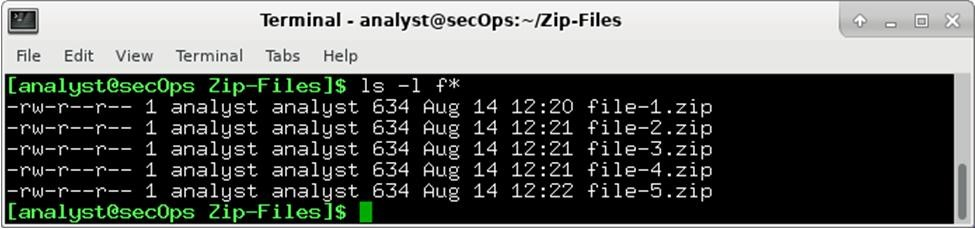 Terminal - analyst@secOps:~/Zip-Files
File Edit View Terminal Tabs Help
[analyst@secOps Zip-Files]$ ls -l f*
-rw-r--r-- 1 analyst analyst 634 Aug 14 12:20 file-1.zip
-rw-r--r-- 1 analyst analyst 634 Aug 14 12:21 file-2.zip
-rw-r--r-- 1 analyst analyst 634 Aug 14 12:21 file-3.zip
-rw-r--r-- 1 analyst analyst 634 Aug 14 12:21 file-4.zip
-rw-r--r-- 1 analyst analyst 634 Aug 14 12:22 file-5.zip
[analyst@secOps Zip-Files]$